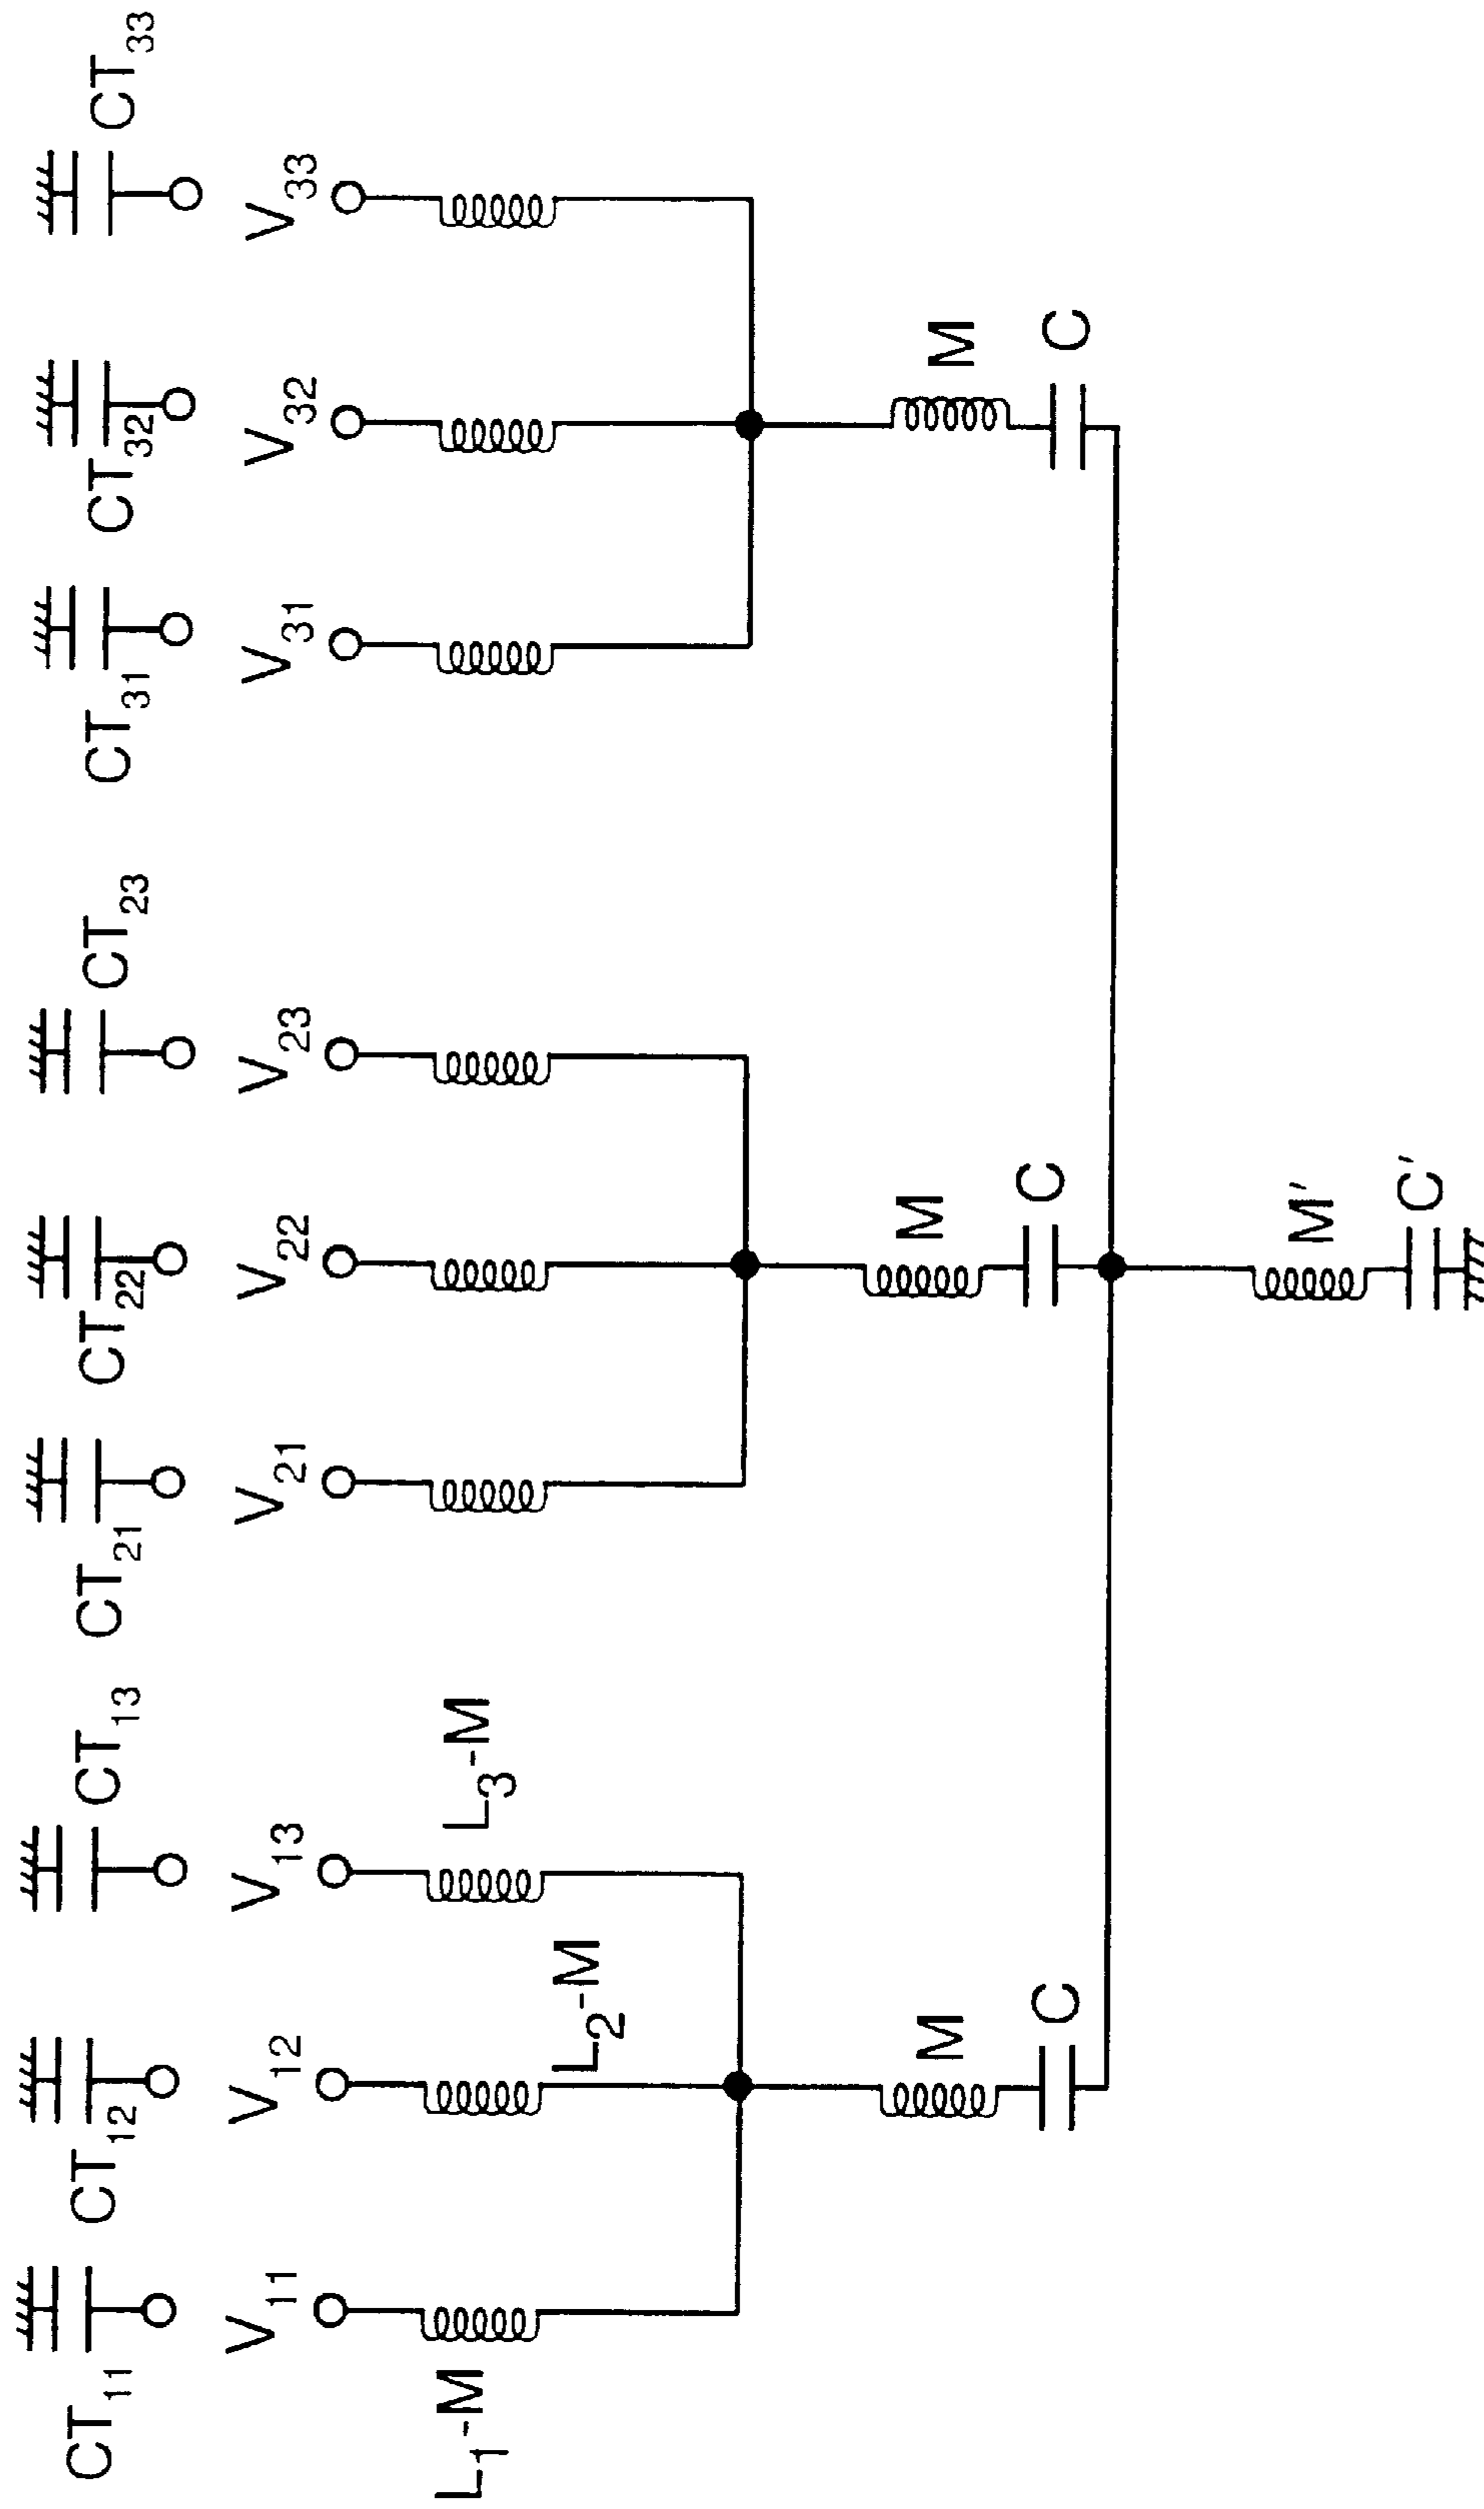 CT11
CT12
CT13
CT21
CT22
CT23
CT31
CT32
CT33
V11
V12
V13
V21
V22
V23
V31
V32
V33
L1-M
L2-M
L3-M
M
C
M
C
M
C
M'
C'